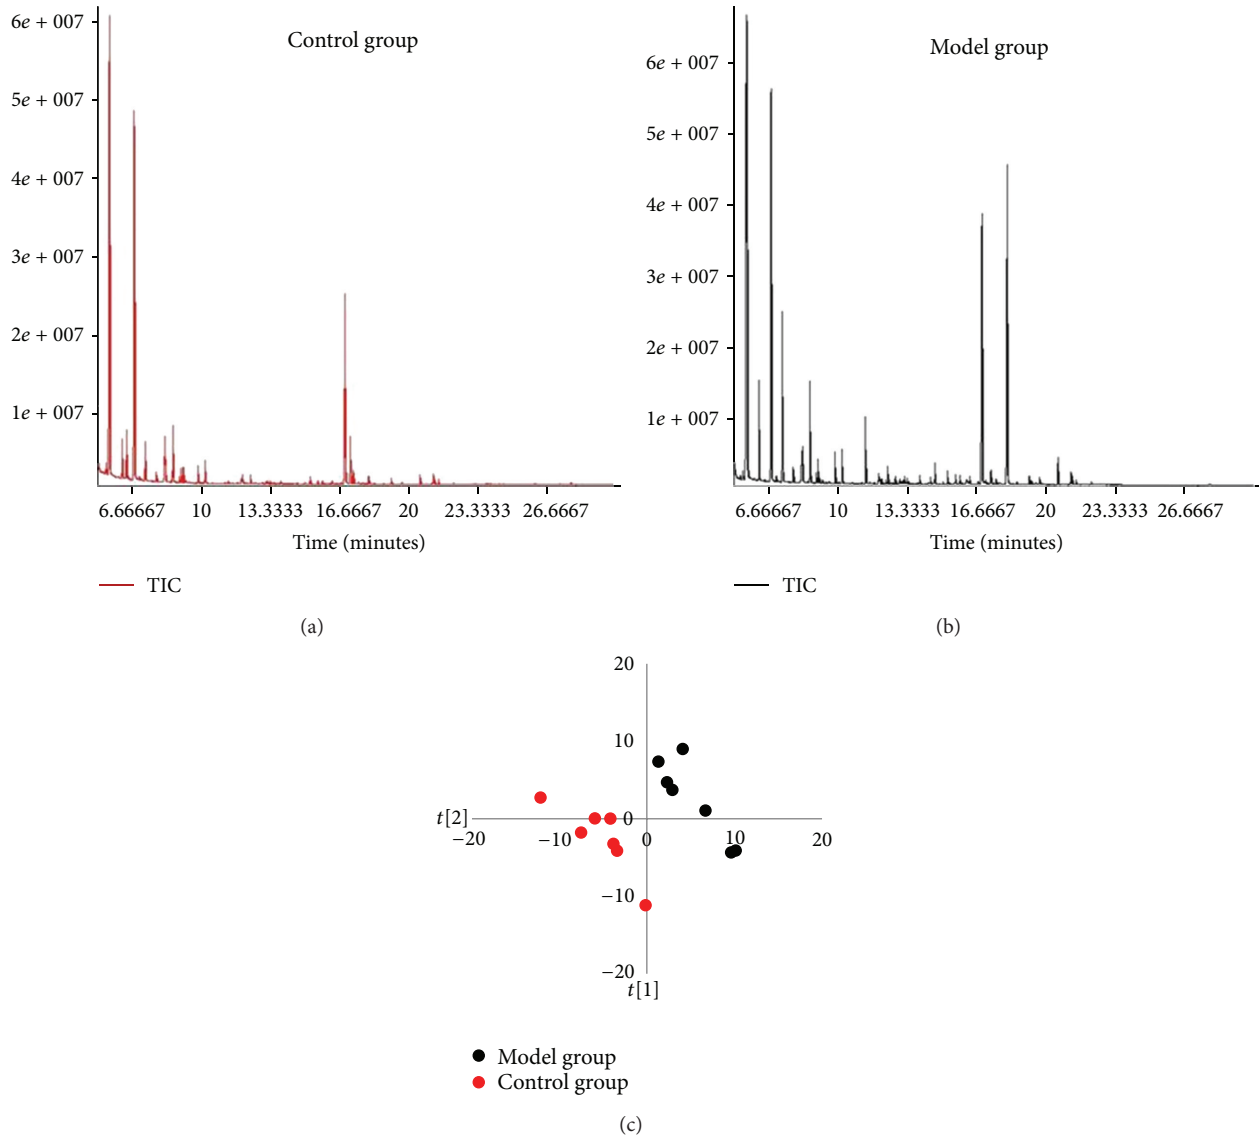 Control group
6e + 007
5e + 007
4e + 007
3e + 007
2e + 007
1e + 007
6.66667 10 13.3333 16.6667 20 23.3333 26.6667
Time (minutes)
TIC
(a)
Model group
6e + 007
5e + 007
4e + 007
3e + 007
2e + 007
1e + 007
6.66667 10 13.3333 16.6667 20 23.3333 26.6667
Time (minutes)
TIC
(b)
20
10
t[2] 0
−20 −10 0 10 20
−10
−20
t[1]
Model group
Control group
(c)